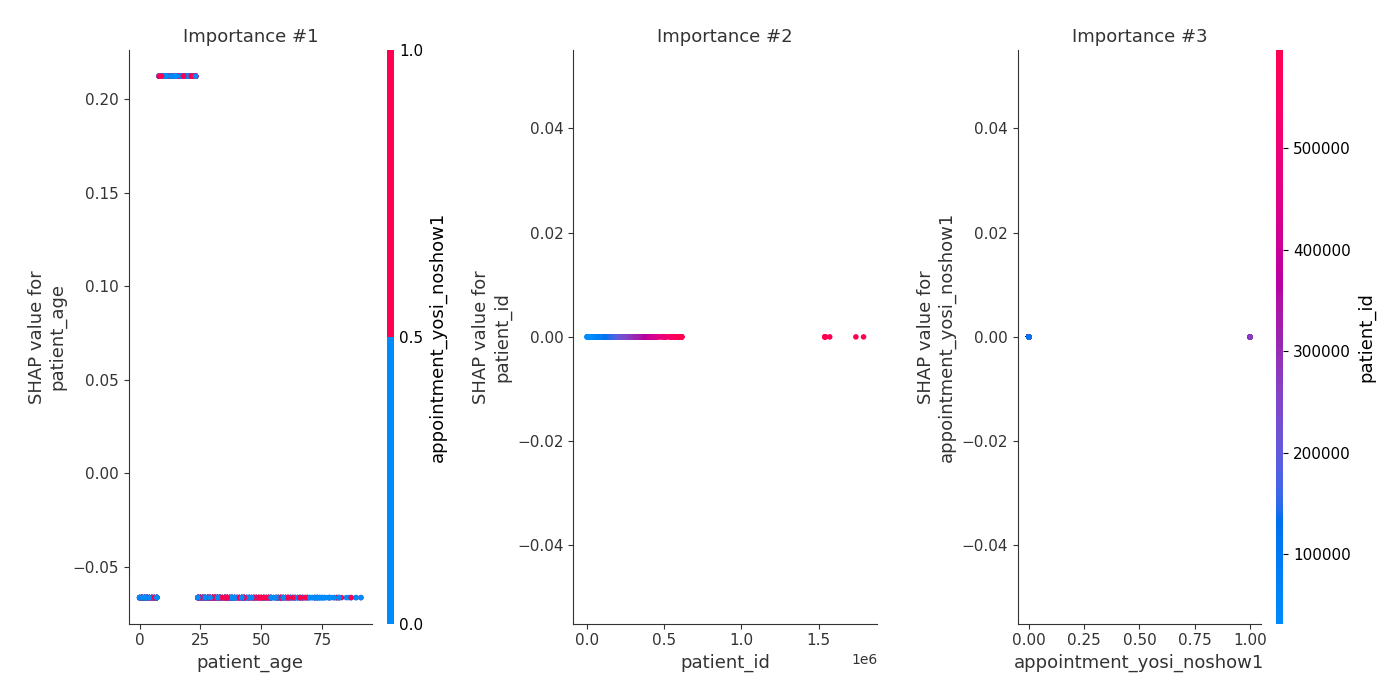 Importance #1
Importance #2
Importance #3
SHAP value for
patient_age
0.20
0.15
0.10
0.05
0.00
−0.05
0
25
50
75
patient_age
1.0
0.5
0.0
appointment_yosi_noshow1
SHAP value for
patient_id
0.04
0.02
0.00
−0.02
−0.04
0.0
0.5
1.0
1.5
1e6
patient_id
SHAP value for
appointment_yosi_noshow1
0.04
0.02
0.00
−0.02
−0.04
0.00
0.25
0.50
0.75
1.00
appointment_yosi_noshow1
500000
400000
300000
200000
100000
patient_id